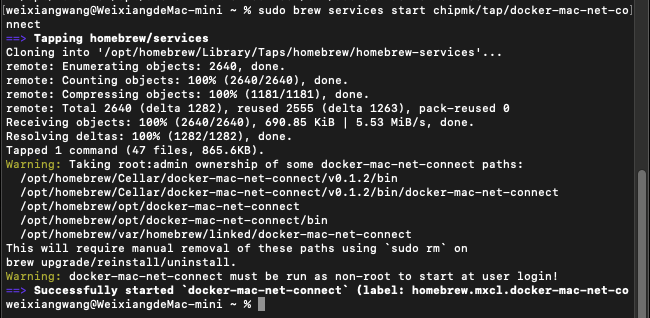 weixiangwang@WeixiangdeMac-mini ~ % sudo brew services start chipmk/tap/docker-mac-net-co
nnect
==> Tapping homebrew/services
Cloning into '/opt/homebrew/Library/Taps/homebrew/homebrew-services'...
remote: Enumerating objects: 2640, done.
remote: Counting objects: 100% (2640/2640), done.
remote: Compressing objects: 100% (1181/1181), done.
remote: Total 2640 (delta 1282), reused 2555 (delta 1263), pack-reused 0
Receiving objects: 100% (2640/2640), 690.85 KiB | 5.53 MiB/s, done.
Resolving deltas: 100% (1282/1282), done.
Tapped 1 command (47 files, 865.6KB).
Warning: Taking root:admin ownership of some docker-mac-net-connect paths:
  /opt/homebrew/Cellar/docker-mac-net-connect/v0.1.2/bin
  /opt/homebrew/Cellar/docker-mac-net-connect/v0.1.2/bin/docker-mac-net-connect
  /opt/homebrew/opt/docker-mac-net-connect
  /opt/homebrew/opt/docker-mac-net-connect/bin
  /opt/homebrew/var/homebrew/linked/docker-mac-net-connect
This will require manual removal of these paths using `sudo rm` on
brew upgrade/reinstall/uninstall.
Warning: docker-mac-net-connect must be run as non-root to start at user login!
==> Successfully started `docker-mac-net-connect` (label: homebrew.mxcl.docker-mac-net-co
weixiangwang@WeixiangdeMac-mini ~ %